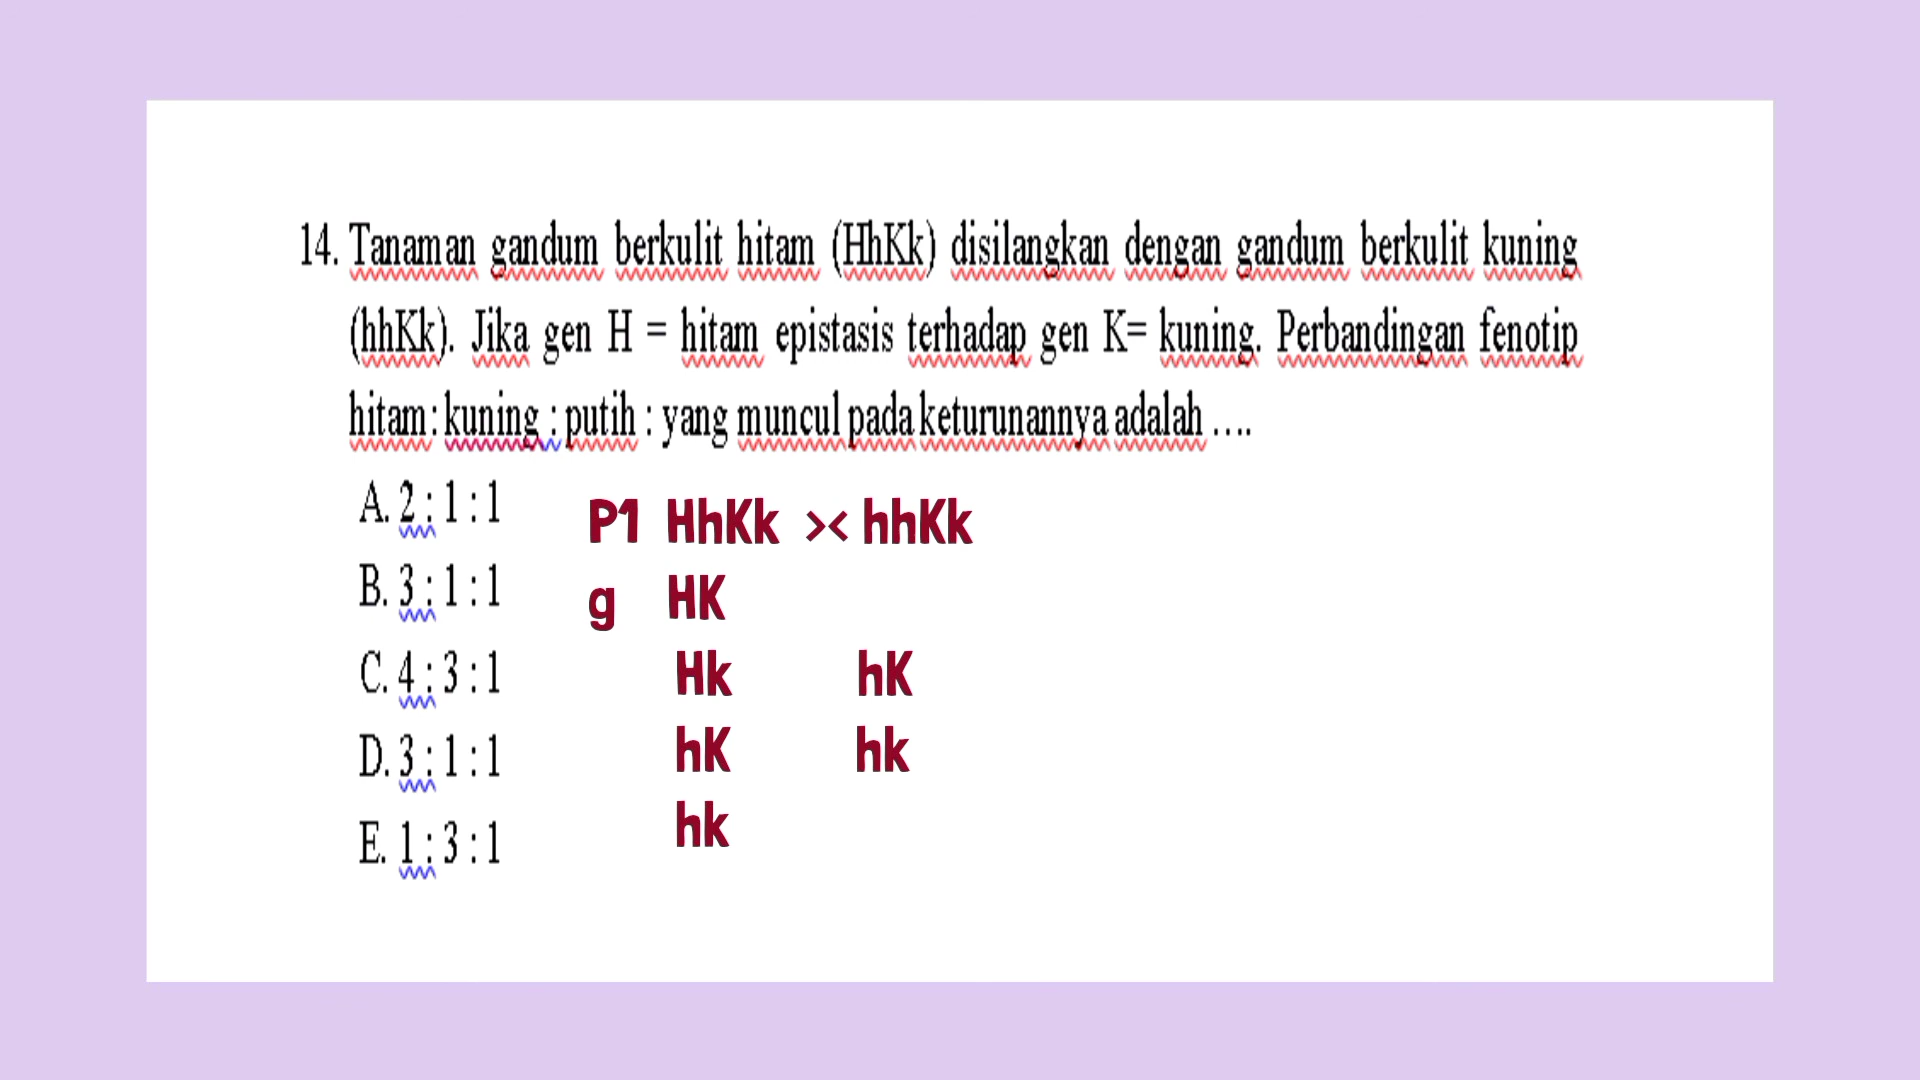 14. Tanaman gandum berkulit hitam (HhKk) disilangkan dengan gandum berkulit kuning
(hhKk). Jika gen H = hitam epistasis terhadap gen K= kuning. Perbandingan fenotip
hitam : kuning : putih : yang muncul pada keturunannya adalah ....
A. 2 : 1 : 1
B. 3 : 1 : 1
C. 4 : 3 : 1
D. 3 : 1 : 1
E. 1 : 3 : 1
P1 HhKk >< hhKk
g HK
Hk hK
hK hk
hk